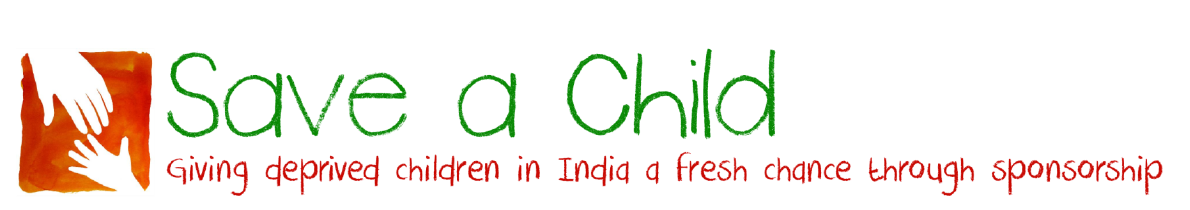 Save a Child
Giving deprived children in India a fresh chance through sponsorship